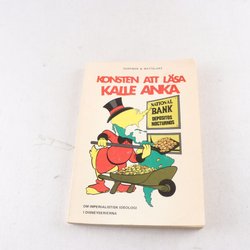 DORFMAN & MATTELART
KONSTEN ATT LÄSA
KALLE ANKA
NATIONAL
BANK
DEPOSITOS
NOCTURNOS
OM IMPERIALISTISK IDEOLOGI
I DISNEYSERIERNA